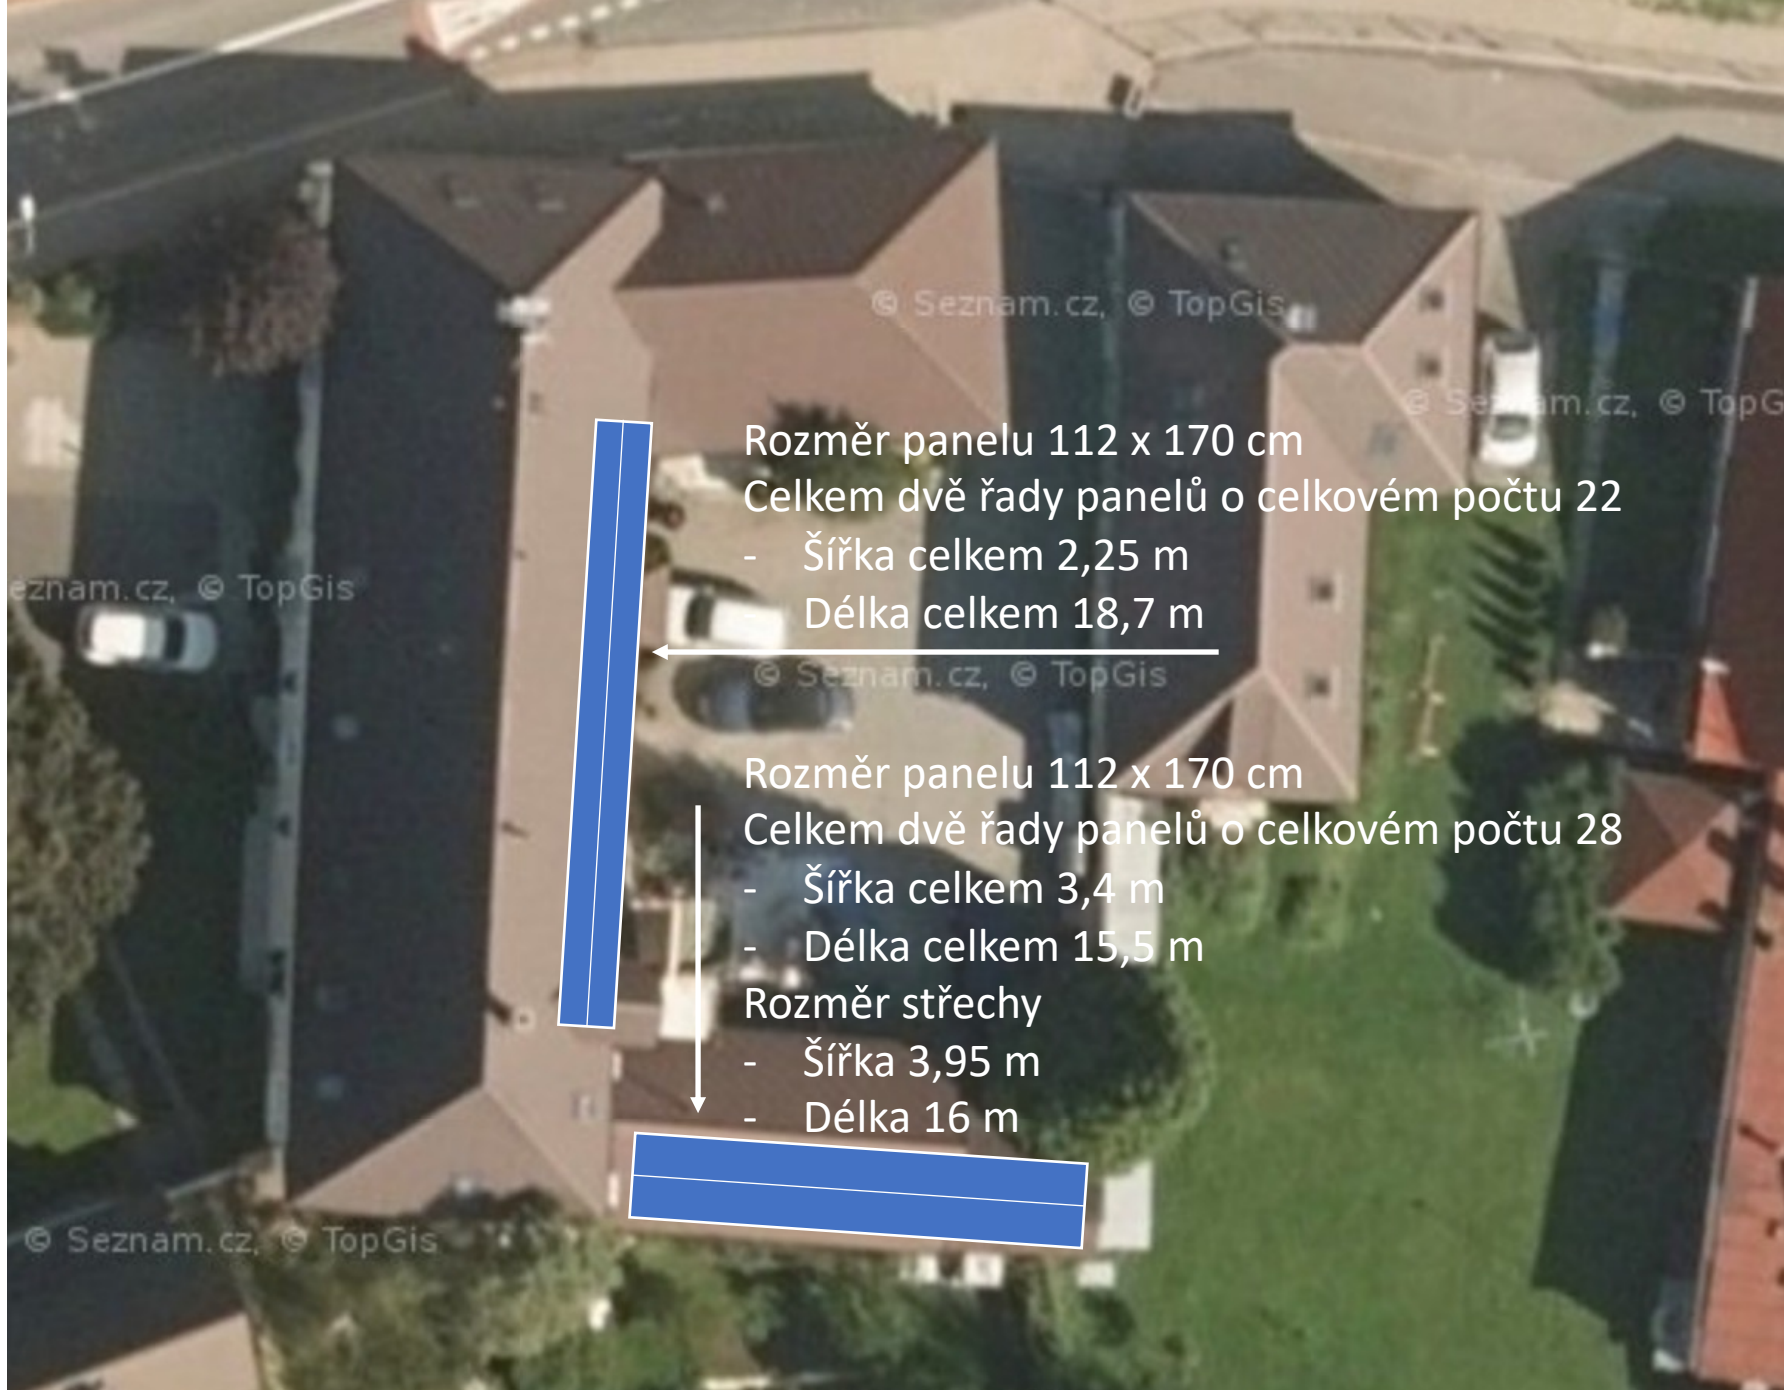 © Seznam.cz, © TopGis
© Seznam.cz, © TopG
Rozměr panelu 112 x 170 cm
Celkem dvě řady panelů o celkovém počtu 22
- Šířka celkem 2,25 m
- Délka celkem 18,7 m
eznam.cz, © TopGis
© Seznam.cz, © TopGis
Rozměr panelu 112 x 170 cm
Celkem dvě řady panelů o celkovém počtu 28
- Šířka celkem 3,4 m
- Délka celkem 15,5 m
Rozměr střechy
- Šířka 3,95 m
- Délka 16 m
© Seznam.cz, © TopGis